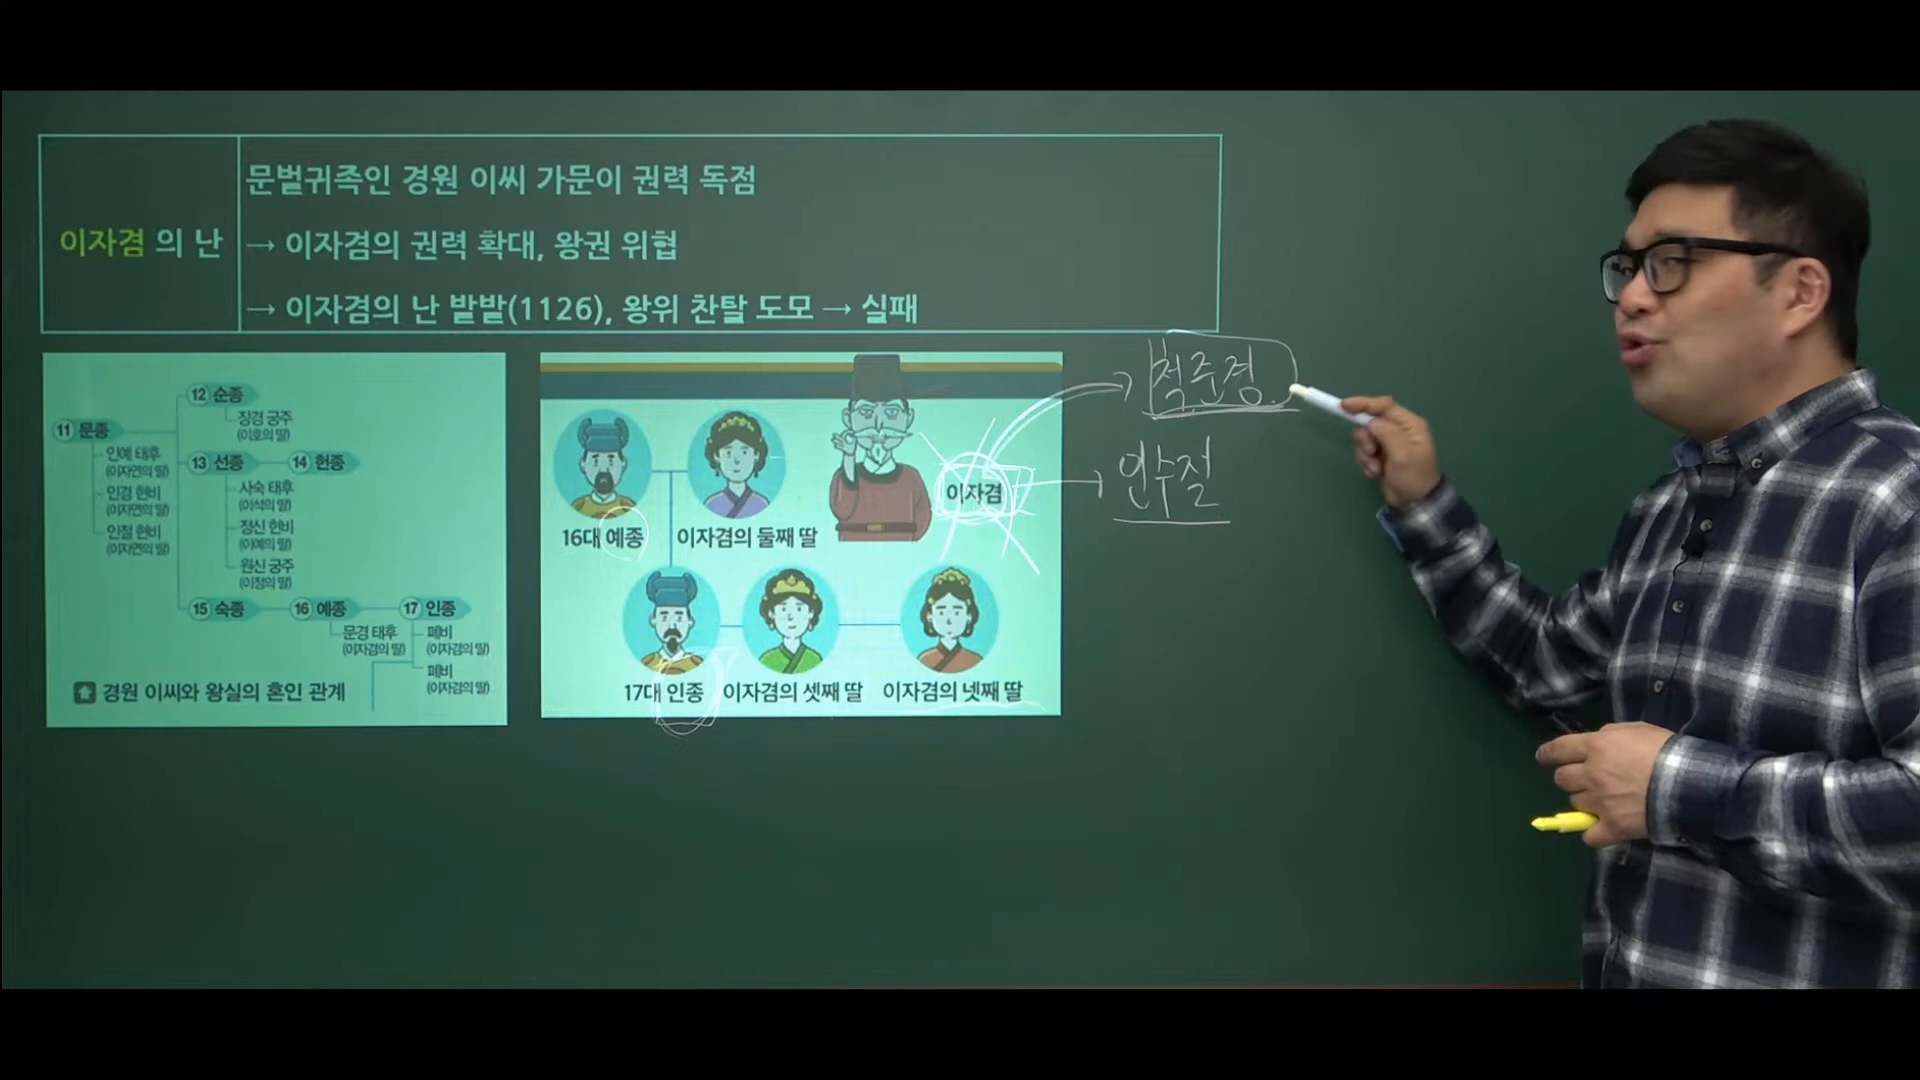 이자겸 의 난
문벌귀족인 경원 이씨 가문이 권력 독점
→ 이자겸의 권력 확대, 왕권 위협
→ 이자겸의 난 발발(1126), 왕위 찬탈 도모 → 실패
11 문종
인예 태후
(이자연의 딸)
인경 현비
(이자연의 딸)
인절 현비
(이자연의 딸)
12 순종
장경 궁주
(이호의 딸)
13 선종
14 헌종
사숙 태후
(이석의 딸)
정신 현비
(이예의 딸)
원신 궁주
(이정의 딸)
15 숙종
16 예종
17 인종
문경 태후
(이자겸의 딸)
폐비
(이자겸의 딸)
폐비
(이자겸의 딸)
경원 이씨와 왕실의 혼인 관계
이자겸
16대 예종
이자겸의 둘째 딸
17대 인종
이자겸의 셋째 딸
이자겸의 넷째 딸
척준경
인수절